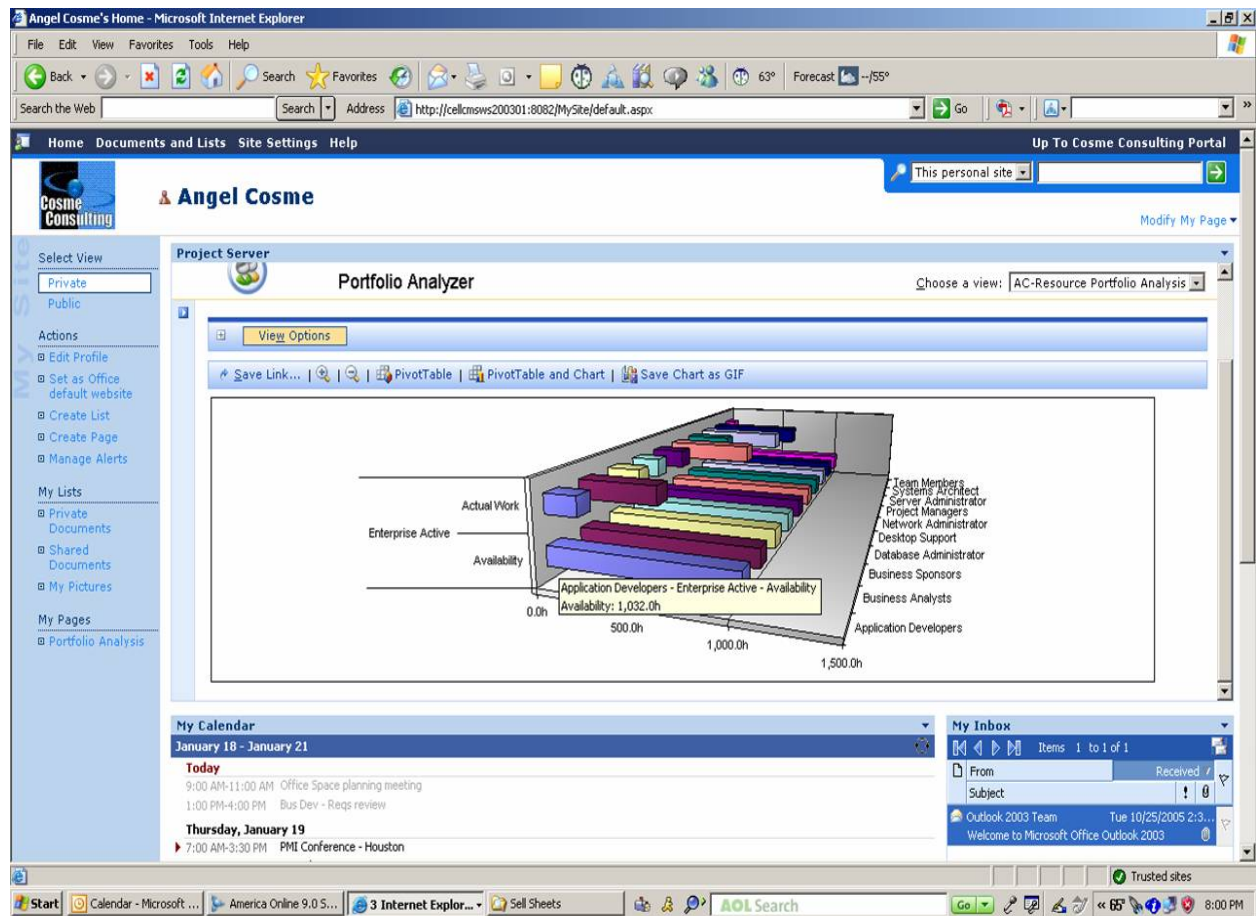 Angel Cosme's Home - Microsoft Internet Explorer
File Edit View Favorites Tools Help
Back Search Favorites 63° Forecast --/55°
Search the Web Search Address http://cellcmsws200301:8082/MySite/default.aspx Go »
Home Documents and Lists Site Settings Help Up To Cosme Consulting Portal
This personal site
Cosme Consulting
Angel Cosme
Modify My Page
My Site
Select View
Private
Public
Actions
Edit Profile
Set as Office default website
Create List
Create Page
Manage Alerts
My Lists
Private Documents
Shared Documents
My Pictures
My Pages
Portfolio Analysis
Project Server
Portfolio Analyzer Choose a view: AC-Resource Portfolio Analysis
View Options
Save Link... | | | PivotTable | PivotTable and Chart | Save Chart as GIF
Actual Work
Enterprise Active
Availability
Team Members
Systems Architect
Server Administrator
Project Managers
Network Administrator
Desktop Support
Database Administrator
Business Sponsors
Business Analysts
Application Developers
Application Developers - Enterprise Active - Availability
Availability: 1,032.0h
0.0h
500.0h
1,000.0h
1,500.0h
My Calendar
January 18 - January 21
Today
9:00 AM-11:00 AM Office Space planning meeting
1:00 PM-4:00 PM Bus Dev - Reqs review
Thursday, January 19
7:00 AM-3:30 PM PMI Conference - Houston
My Inbox
Items 1 to 1 of 1
From Received
Subject !
Outlook 2003 Team Tue 10/25/2005 2:3...
Welcome to Microsoft Office Outlook 2003
Trusted sites
Start Calendar - Microsoft ... America Online 9.0 S... 3 Internet Explor... Sell Sheets AOL Search Go « 65° 8:00 PM